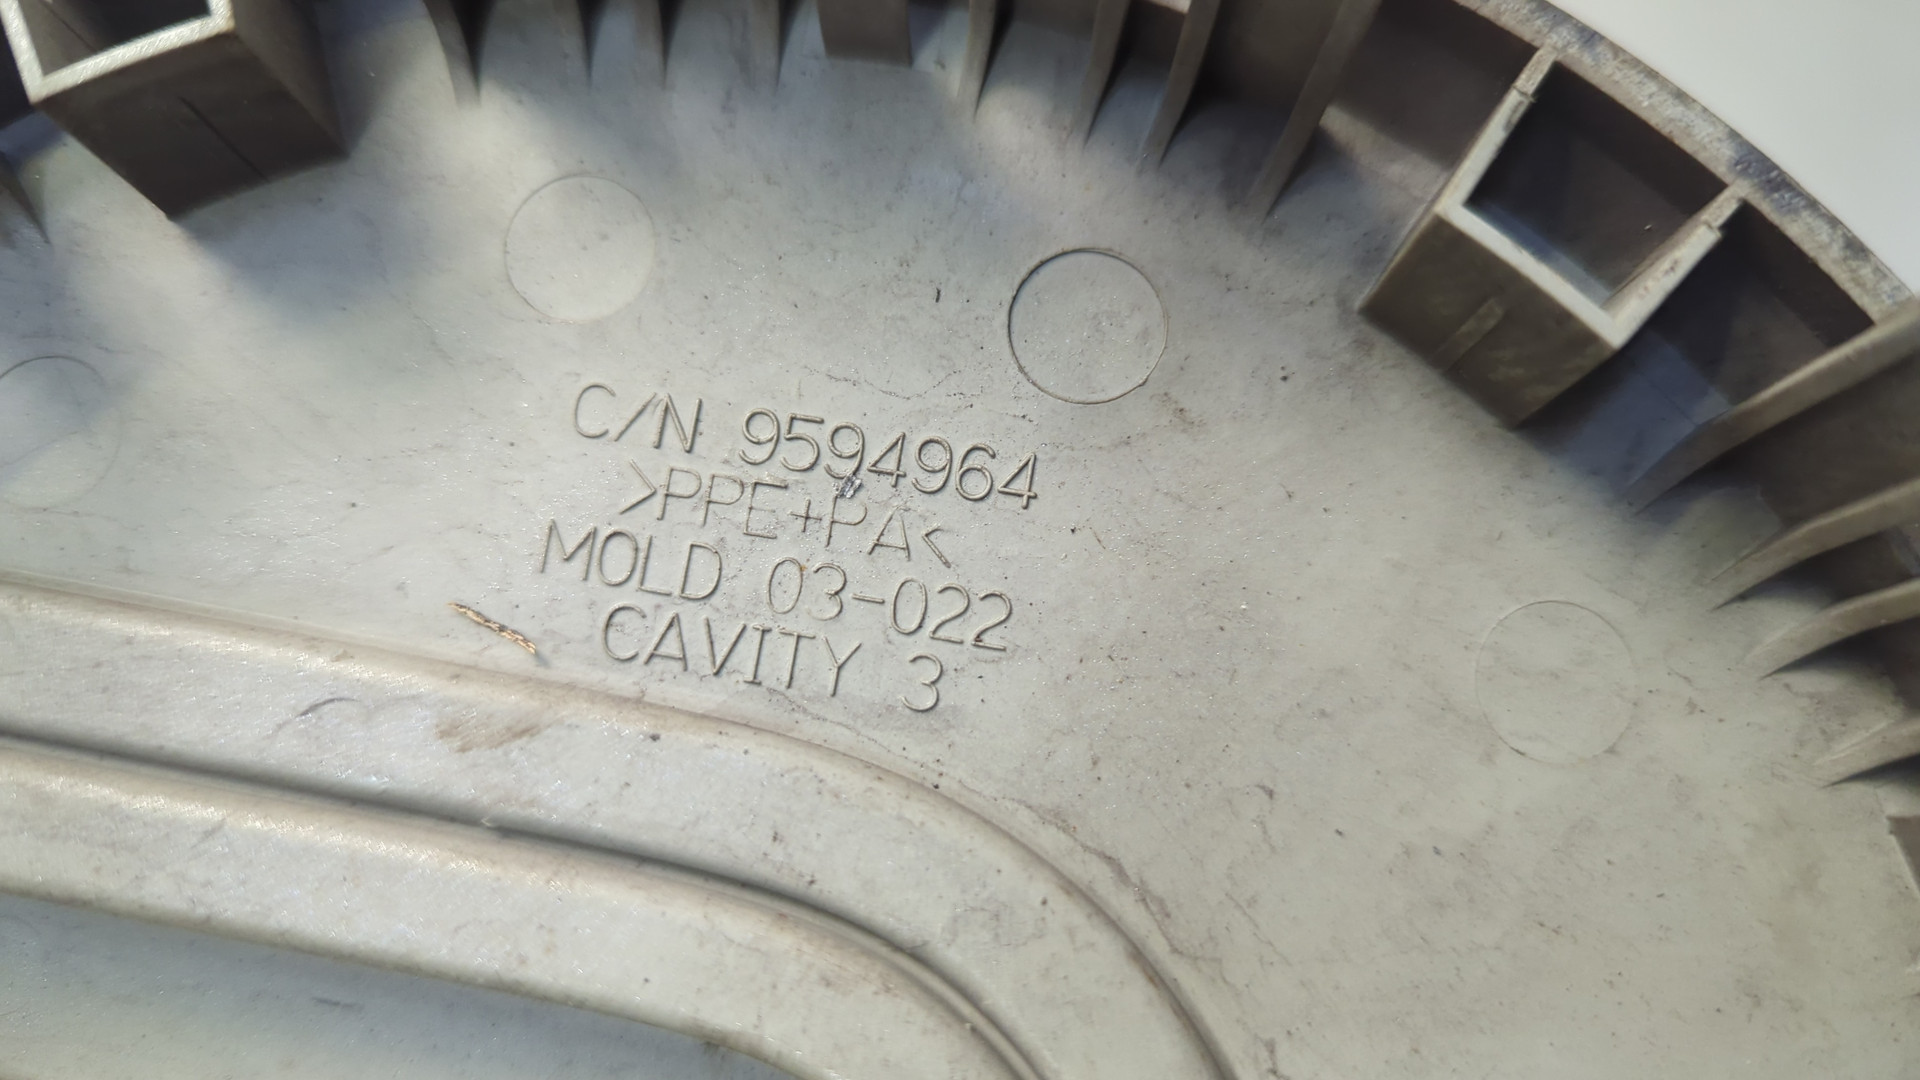 C/N 9594964
>PPE+PA<
MOLD 03-022
CAVITY 3